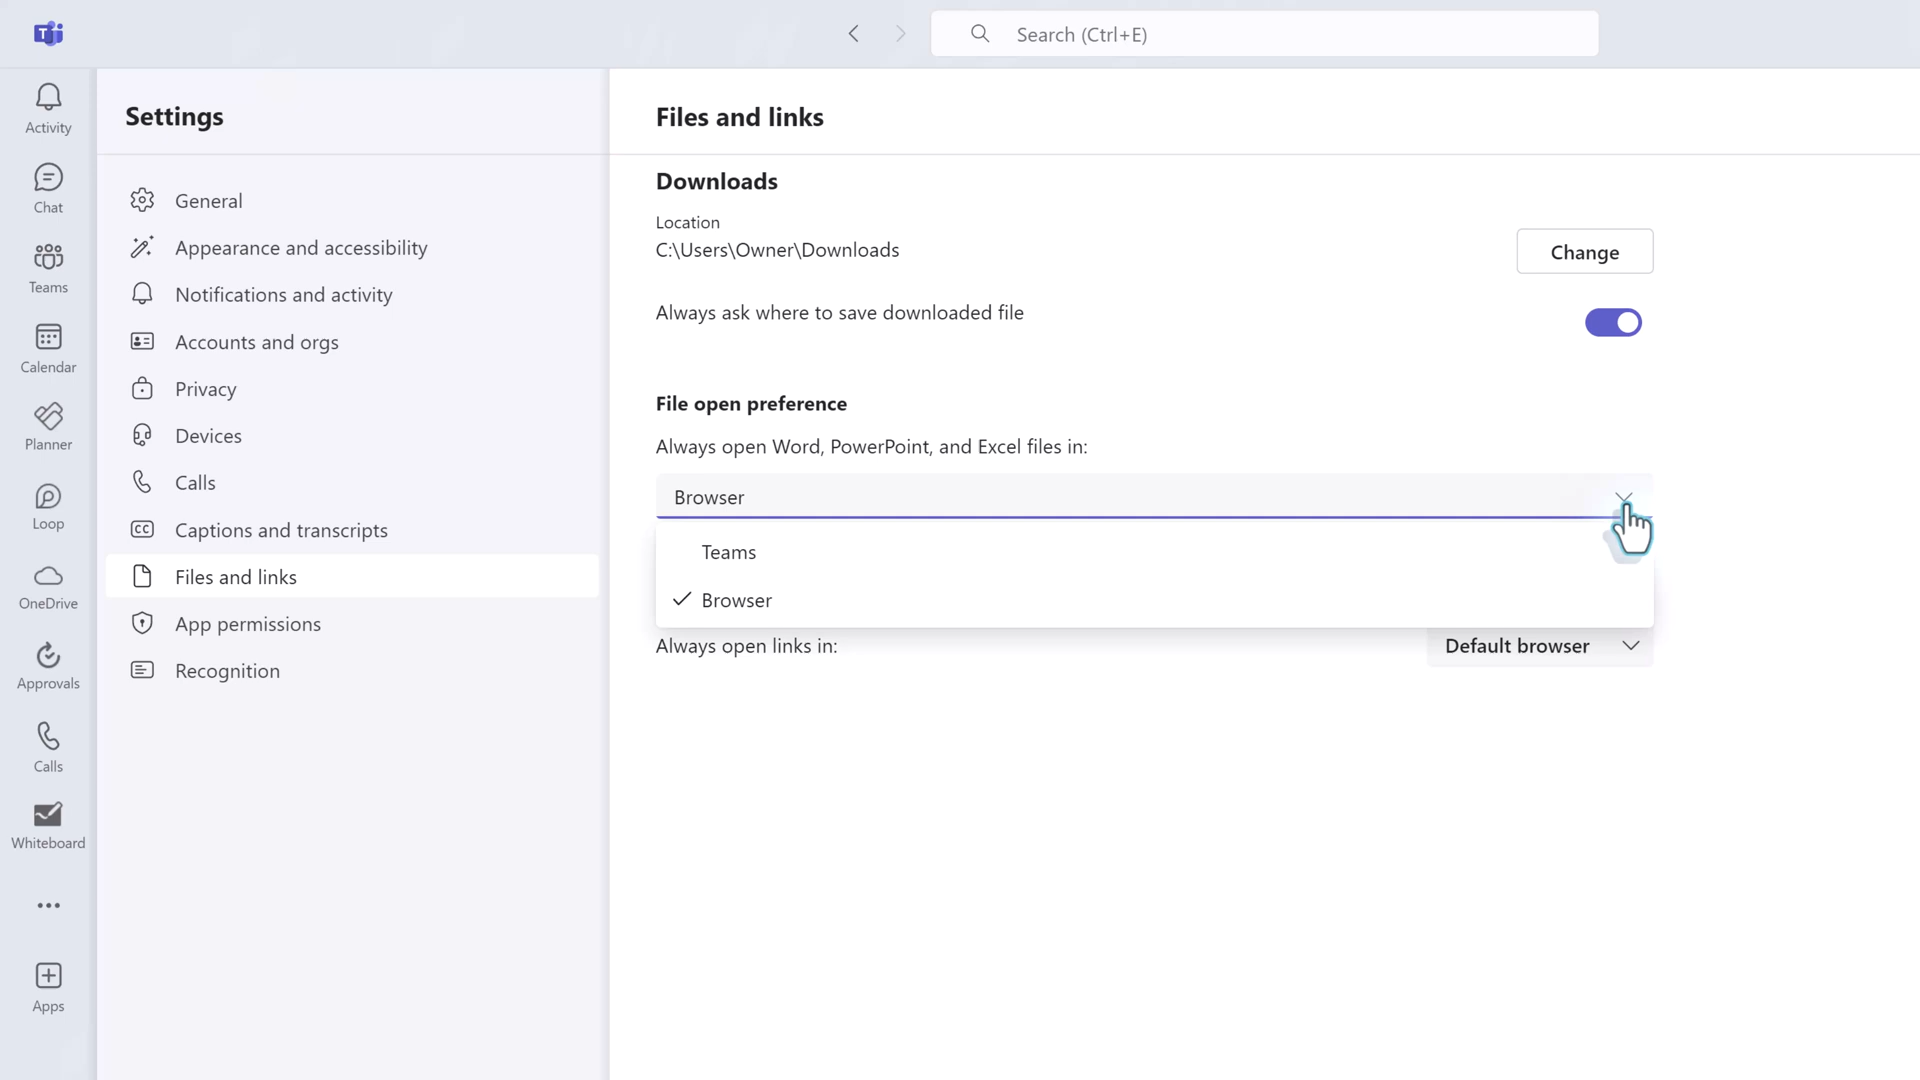 Search (Ctrl+E)
Activity
Chat
Teams
Calendar
Planner
Loop
OneDrive
Approvals
Calls
Whiteboard
Apps
Settings
General
Appearance and accessibility
Notifications and activity
Accounts and orgs
Privacy
Devices
Calls
Captions and transcripts
Files and links
App permissions
Recognition
Files and links
Downloads
Location
C:\Users\Owner\Downloads
Change
Always ask where to save downloaded file
File open preference
Always open Word, PowerPoint, and Excel files in:
Browser
Teams
Browser
Always open links in:
Default browser